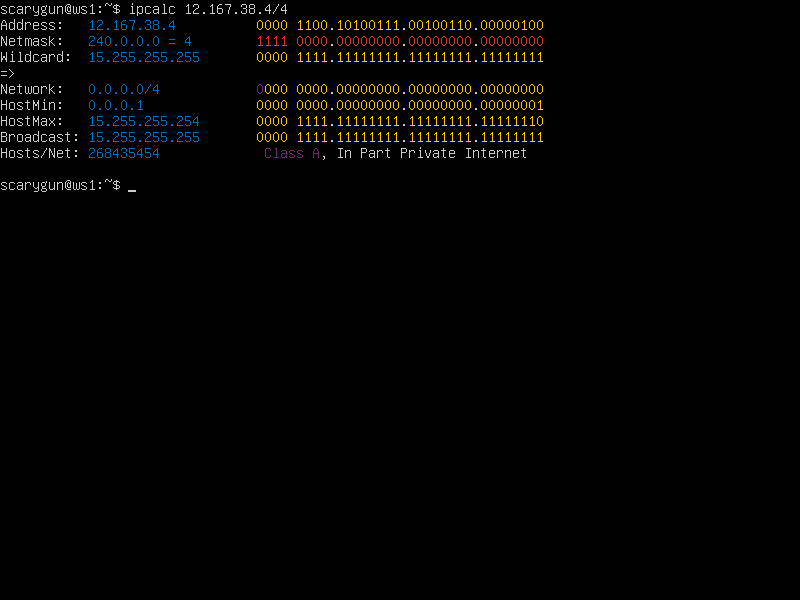 scarygun@ws1:~$ ipcalc 12.167.38.4/4
Address:   12.167.38.4          0000 1100.10100111.00100110.00000100
Netmask:   240.0.0.0 = 4        1111 0000.00000000.00000000.00000000
Wildcard:  15.255.255.255       0000 1111.11111111.11111111.11111111
=>
Network:   0.0.0.0/4            0000 0000.00000000.00000000.00000000
HostMin:   0.0.0.1              0000 0000.00000000.00000000.00000001
HostMax:   15.255.255.254       0000 1111.11111111.11111111.11111110
Broadcast: 15.255.255.255       0000 1111.11111111.11111111.11111111
Hosts/Net: 268435454             Class A, In Part Private Internet
scarygun@ws1:~$ _